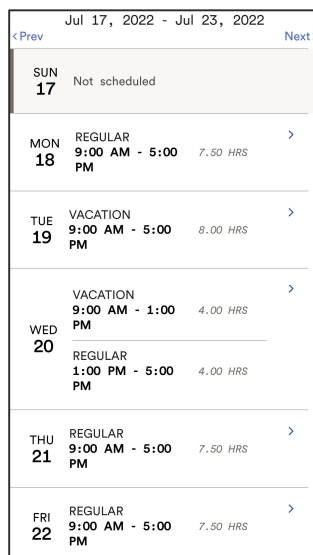 Jul 17, 2022 - Jul 23, 2022
<Prev
Next
SUN
17
Not scheduled
MON
18
REGULAR
9:00 AM - 5:00
PM
7.50 HRS
>
TUE
19
VACATION
9:00 AM - 5:00
PM
8.00 HRS
>
WED
20
VACATION
9:00 AM - 1:00
PM
4.00 HRS
>
REGULAR
1:00 PM - 5:00
PM
4.00 HRS
THU
21
REGULAR
9:00 AM - 5:00
PM
7.50 HRS
>
FRI
22
REGULAR
9:00 AM - 5:00
PM
7.50 HRS
>